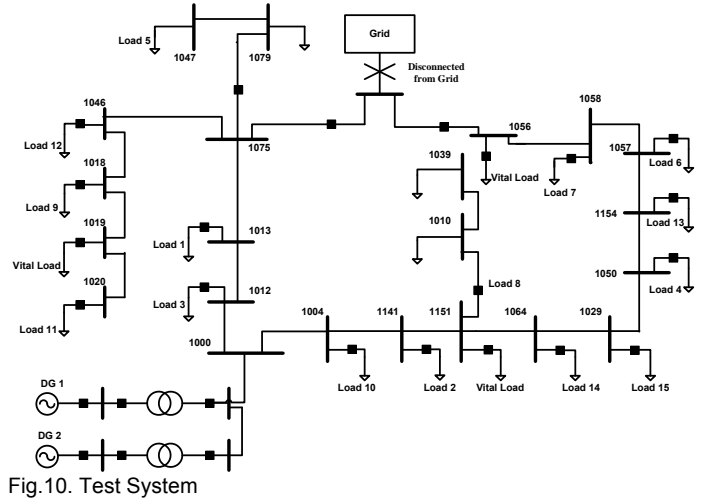 Load 5
1047
1079
Grid
Disconnected
from Grid
1046
Load 12
1075
1056
1058
1057
Load 6
1018
Load 9
1039
Vital Load
Load 7
1154
Load 13
1019
Vital Load
Load 1
1013
1010
1050
Load 4
1020
Load 11
Load 3
1012
Load 8
1000
1004
1141
1151
1064
1029
Load 10
Load 2
Vital Load
Load 14
Load 15
DG 1
DG 2
Fig.10. Test System